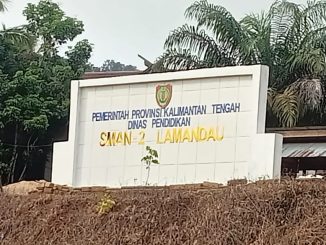 PEMERINTAH PROVINSI KALIMANTAN TENGAH
DINAS PENDIDIKAN
SMAN-2 LAMANDAU